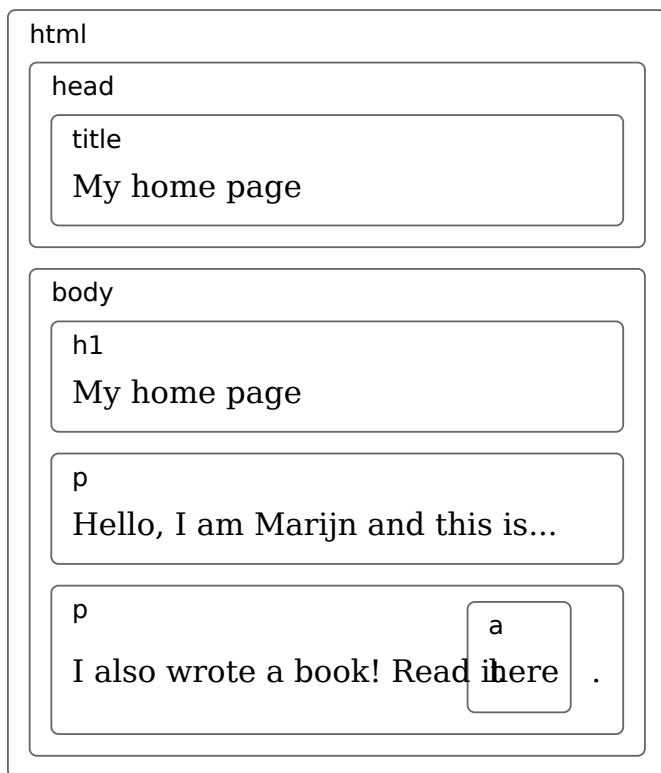 html
head
title
My home page
body
h1
My home page
p
Hello, I am Marijn and this is...
p
a
I also wrote a book! Read it here .